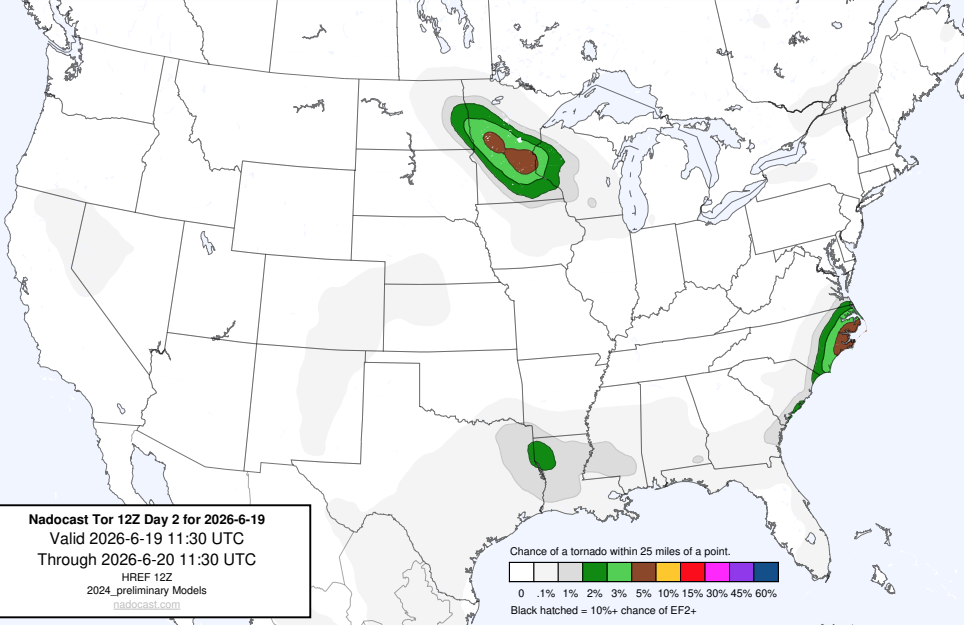 Nadocast Tor 12Z Day 2 for 2026-6-19
Valid 2026-6-19 11:30 UTC
Through 2026-6-20 11:30 UTC
HREF 12Z
2024_preliminary Models
nadocast.com
Chance of a tornado within 25 miles of a point.
0 .1% 1% 2% 3% 5% 10% 15% 30% 45% 60%
Black hatched = 10%+ chance of EF2+